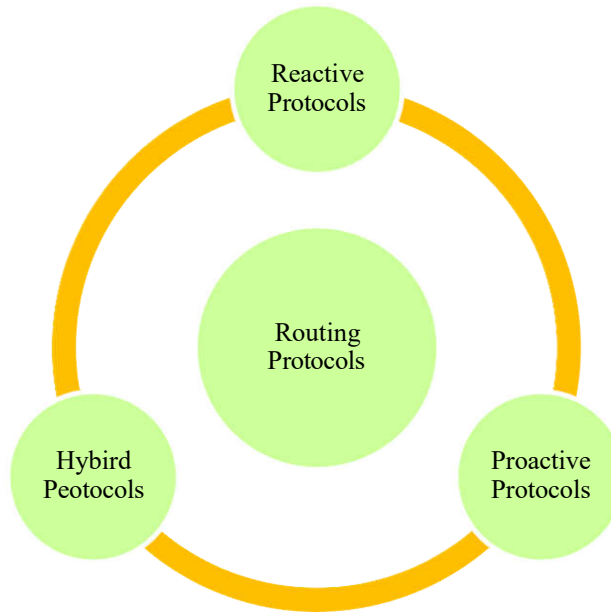 Reactive
Protocols
Routing
Protocols
Hybird
Peotocols
Proactive
Protocols